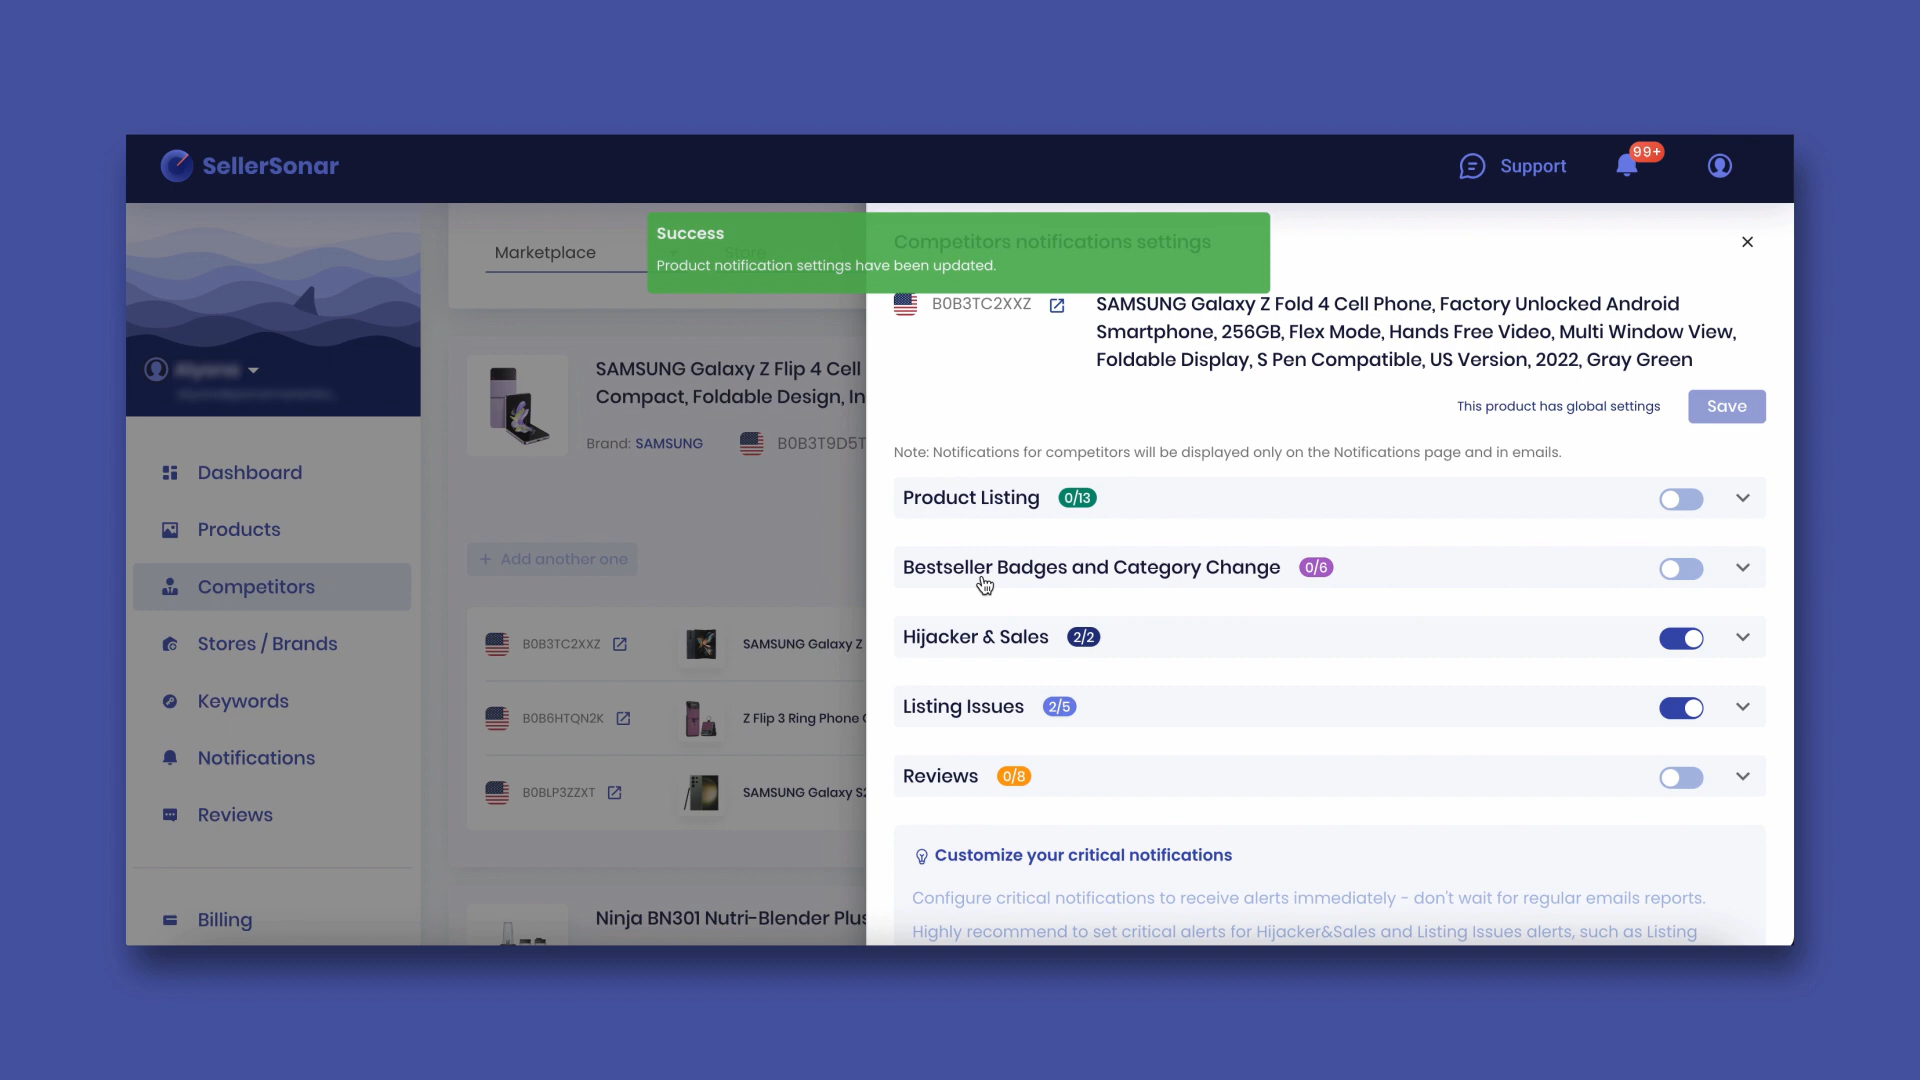 SellerSonar
Support
99+
Success
Product notification settings have been updated.
Marketplace
Store
Competitors notifications settings
B0B3TC2XXZ
SAMSUNG Galaxy Z Fold 4 Cell Phone, Factory Unlocked Android
Smartphone, 256GB, Flex Mode, Hands Free Video, Multi Window View,
Foldable Display, S Pen Compatible, US Version, 2022, Gray Green
This product has global settings
Save
Note: Notifications for competitors will be displayed only on the Notifications page and in emails.
Product Listing 0/13
Bestseller Badges and Category Change 0/6
Hijacker & Sales 2/2
Listing Issues 2/5
Reviews 0/8
Customize your critical notifications
Configure critical notifications to receive alerts immediately - don't wait for regular emails reports.
Highly recommend to set critical alerts for Hijacker&Sales and Listing Issues alerts, such as Listing
SAMSUNG Galaxy Z Flip 4 Cell
Compact, Foldable Design, In
Brand: SAMSUNG
B0B3T9D5T
+ Add another one
B0B3TC2XXZ
SAMSUNG Galaxy Z
B0B6HTQN2K
Z Flip 3 Ring Phone
B0BLP3ZZXT
SAMSUNG Galaxy S2
Ninja BN301 Nutri-Blender Plus
Dashboard
Products
Competitors
Stores / Brands
Keywords
Notifications
Reviews
Billing